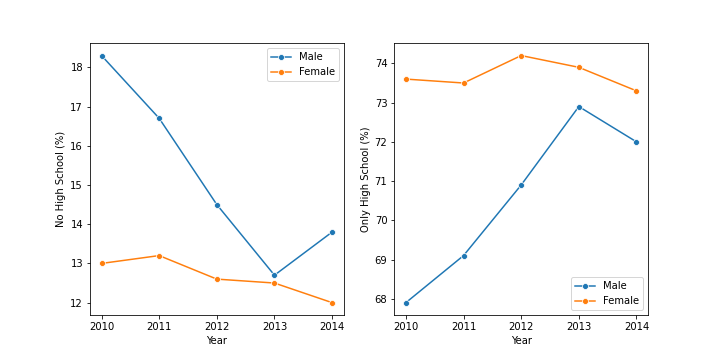 No High School (%)
18
17
16
15
14
13
12
Male
Female
2010 2011 2012 2013 2014
Year
Only High School (%)
74
73
72
71
70
69
68
Male
Female
2010 2011 2012 2013 2014
Year